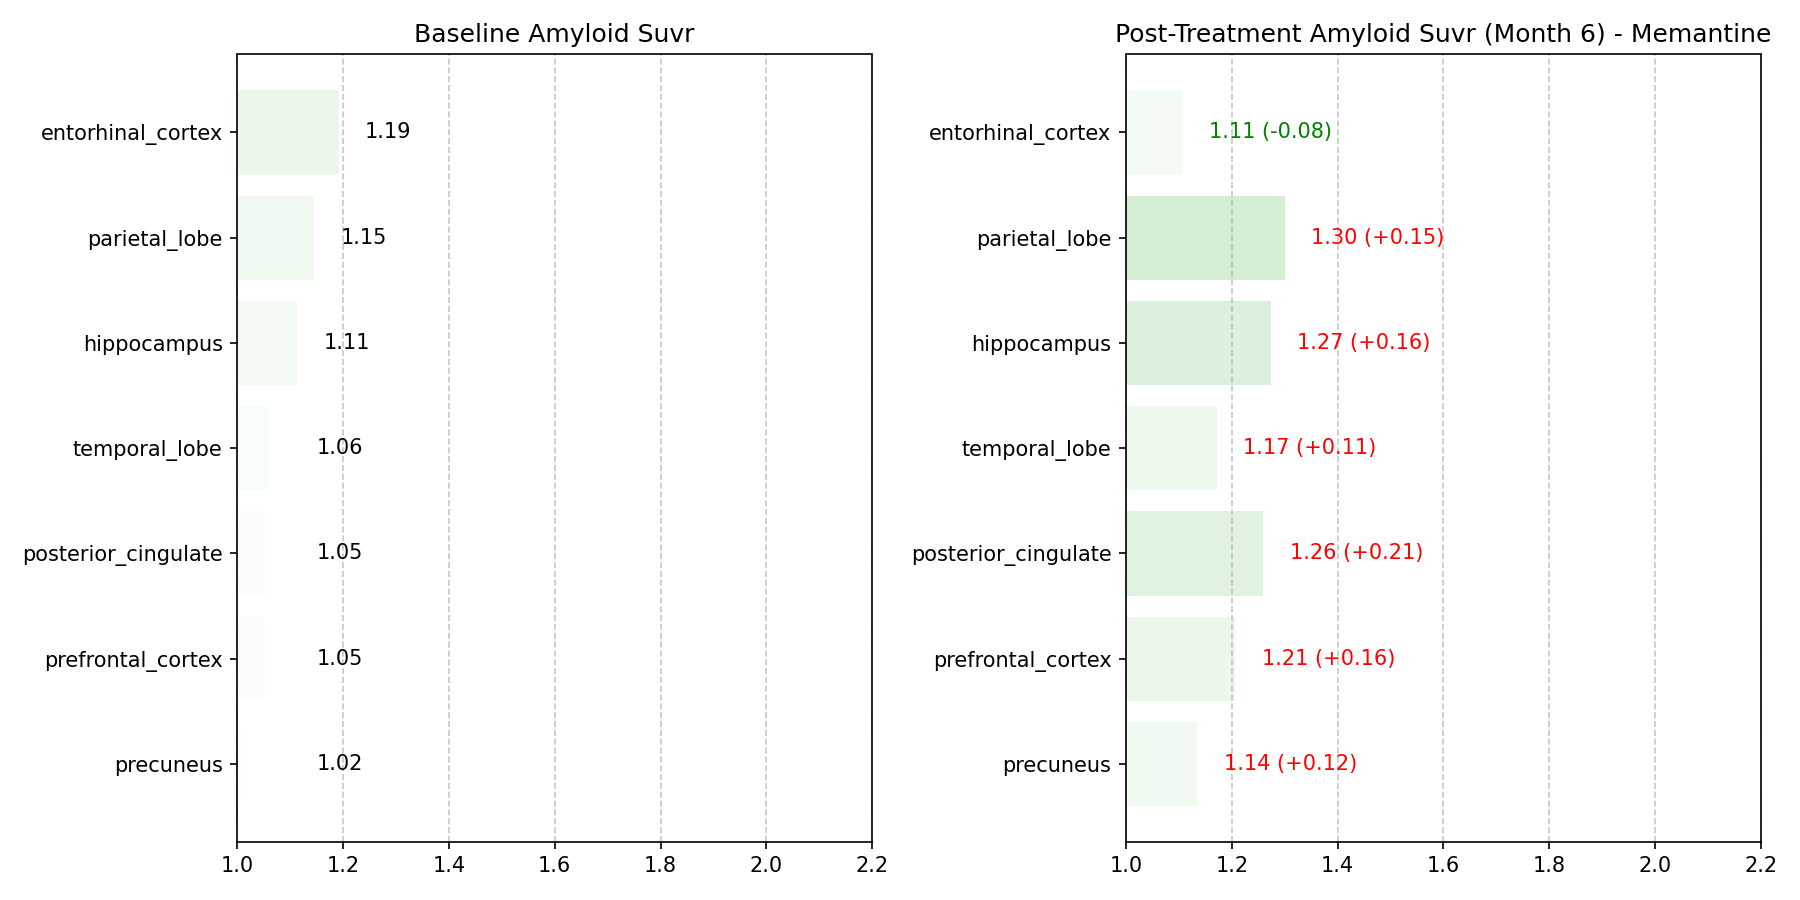 Baseline Amyloid Suvr
entorhinal_cortex 1.19
parietal_lobe 1.15
hippocampus 1.11
temporal_lobe 1.06
posterior_cingulate 1.05
prefrontal_cortex 1.05
precuneus 1.02
1.0 1.2 1.4 1.6 1.8 2.0 2.2
Post-Treatment Amyloid Suvr (Month 6) - Memantine
entorhinal_cortex 1.11 (-0.08)
parietal_lobe 1.30 (+0.15)
hippocampus 1.27 (+0.16)
temporal_lobe 1.17 (+0.11)
posterior_cingulate 1.26 (+0.21)
prefrontal_cortex 1.21 (+0.16)
precuneus 1.14 (+0.12)
1.0 1.2 1.4 1.6 1.8 2.0 2.2